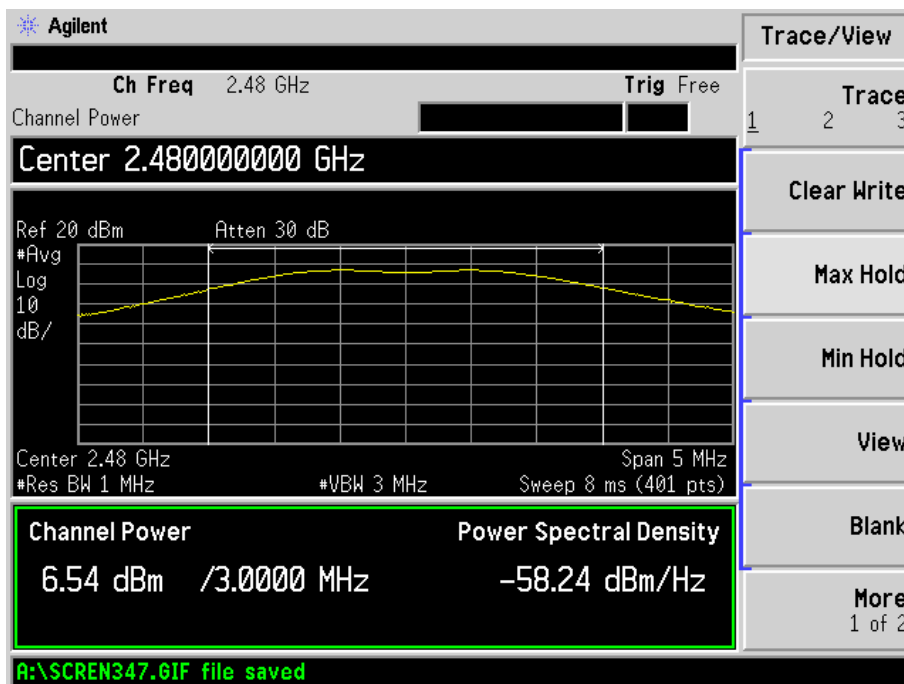 Agilent
Ch Freq 2.48 GHz Trig Free
Channel Power
Center 2.480000000 GHz
Ref 20 dBm Atten 30 dB
#Avg
Log
10
dB/
Center 2.48 GHz Span 5 MHz
#Res BW 1 MHz #VBW 3 MHz Sweep 8 ms (401 pts)
Channel Power Power Spectral Density
6.54 dBm /3.0000 MHz -58.24 dBm/Hz
A:\SCREN347.GIF file saved
Trace/View
Trace
1 2 3
Clear Write
Max Hold
Min Hold
View
Blank
More
1 of 2